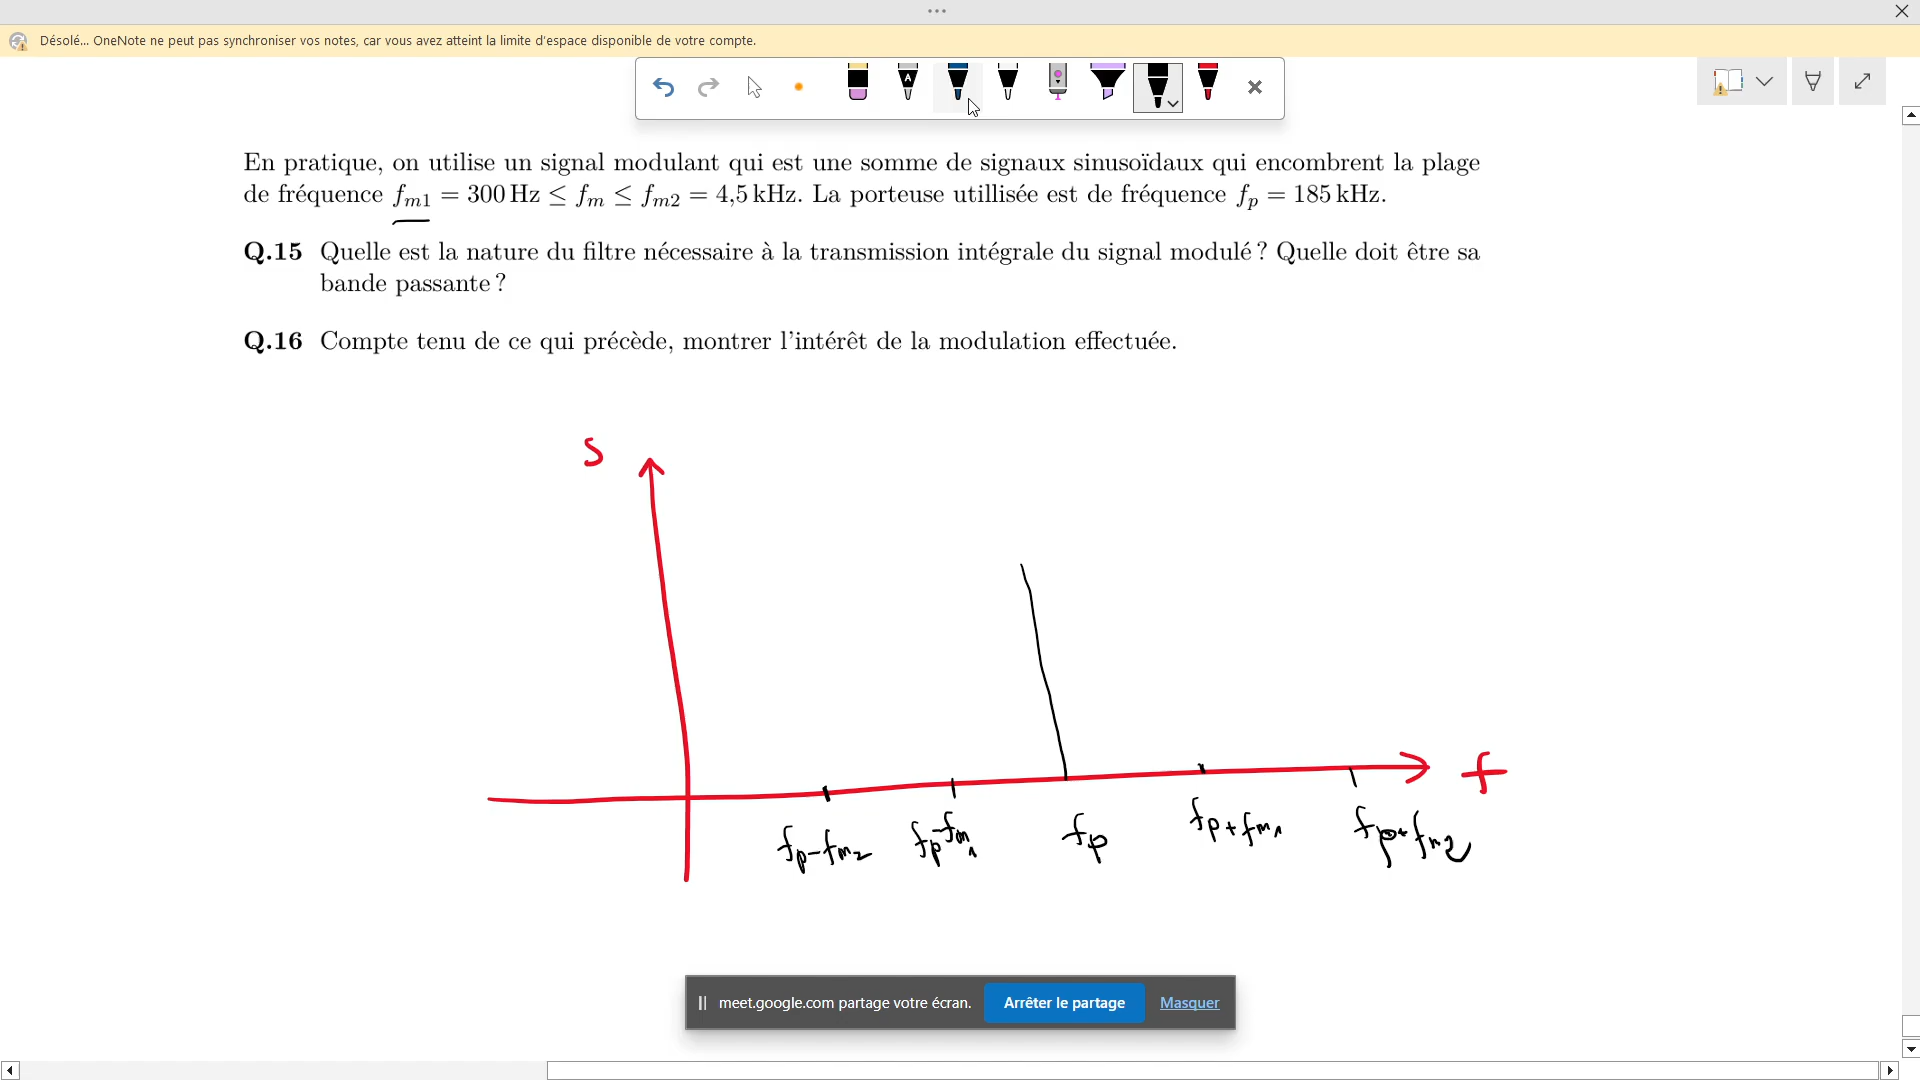 Désolé... OneNote ne peut pas synchroniser vos notes, car vous avez atteint la limite d'espace disponible de votre compte.
A
En pratique, on utilise un signal modulant qui est une somme de signaux sinusoïdaux qui encombrent la plage
de fréquence fm1 = 300 Hz ≤ fm ≤ fm2 = 4,5 kHz. La porteuse utillisée est de fréquence fp = 185 kHz.
Q.15 Quelle est la nature du filtre nécessaire à la transmission intégrale du signal modulé ? Quelle doit être sa
bande passante ?
Q.16 Compte tenu de ce qui précède, montrer l'intérêt de la modulation effectuée.
S
f
fp-fm2 fp-fm1 fp fp+fm1 fp+fm2
meet.google.com partage votre écran. Arrêter le partage Masquer